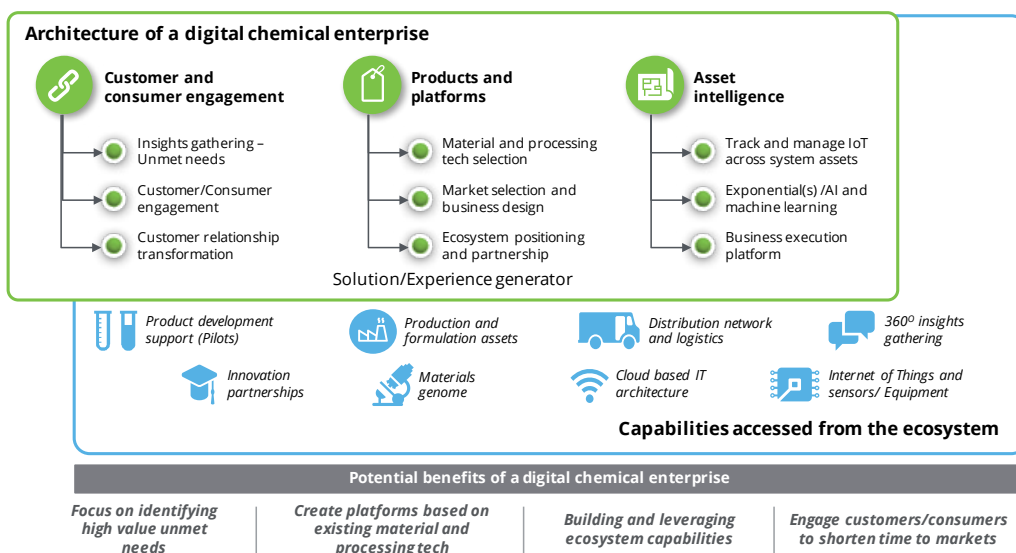 Architecture of a digital chemical enterprise
Customer and
consumer engagement
Insights gathering –
Unmet needs
Customer/Consumer
engagement
Customer relationship
transformation
Products and
platforms
Material and processing
tech selection
Market selection and
business design
Ecosystem positioning
and partnership
Asset
intelligence
Track and manage IoT
across system assets
Exponential(s) /AI and
machine learning
Business execution
platform
Solution/Experience generator
Product development
support (Pilots)
Production and
formulation assets
Distribution network
and logistics
360⁰ insights
gathering
Innovation
partnerships
Materials
genome
Cloud based IT
architecture
Internet of Things and
sensors/ Equipment
Capabilities accessed from the ecosystem
Potential benefits of a digital chemical enterprise
Focus on identifying
high value unmet
needs
Create platforms based on
existing material and
processing tech
Building and leveraging
ecosystem capabilities
Engage customers/consumers
to shorten time to markets